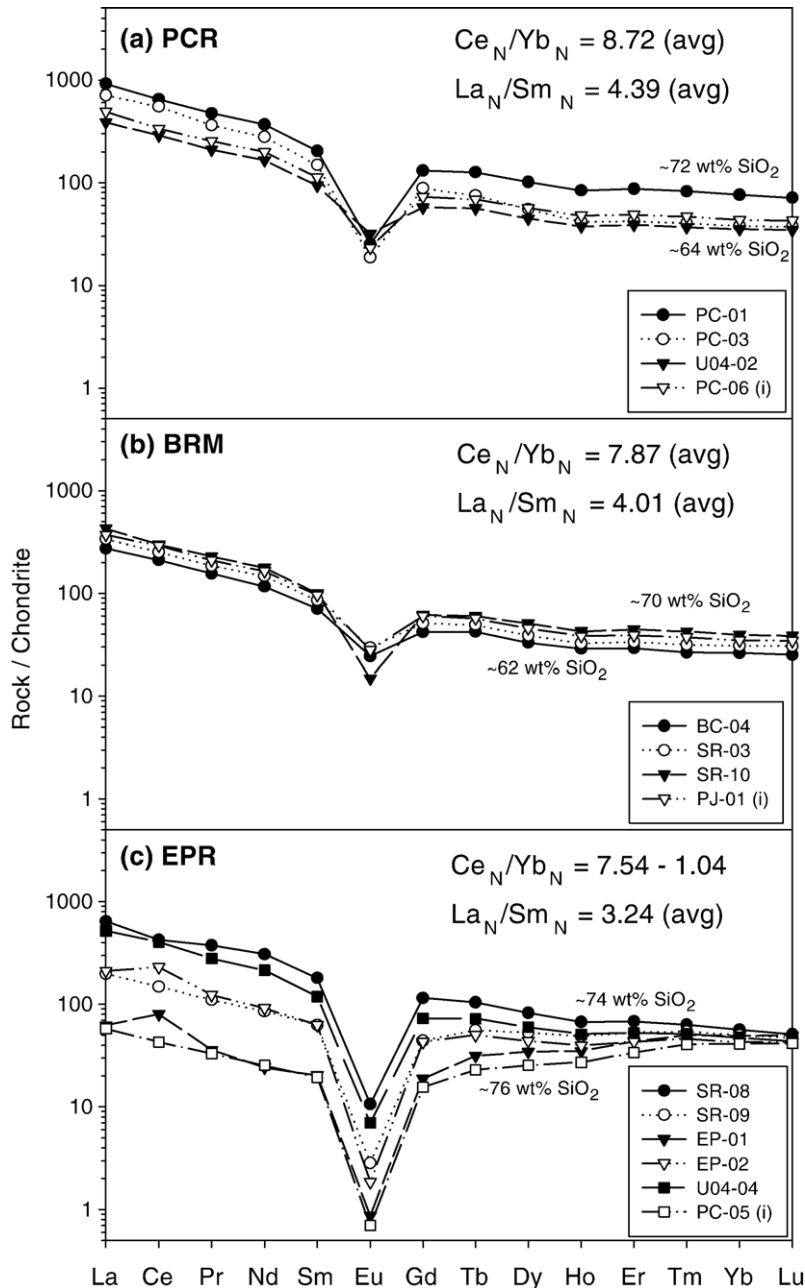 (a) PCR
Ce_N/Yb_N = 8.72 (avg)
La_N/Sm_N = 4.39 (avg)
1000
100
10
1
~72 wt% SiO2
~64 wt% SiO2
PC-01
PC-03
U04-02
PC-06 (i)
(b) BRM
Ce_N/Yb_N = 7.87 (avg)
La_N/Sm_N = 4.01 (avg)
1000
100
10
1
Rock / Chondrite
~70 wt% SiO2
~62 wt% SiO2
BC-04
SR-03
SR-10
PJ-01 (i)
(c) EPR
Ce_N/Yb_N = 7.54 - 1.04
La_N/Sm_N = 3.24 (avg)
1000
100
10
1
~74 wt% SiO2
~76 wt% SiO2
SR-08
SR-09
EP-01
EP-02
U04-04
PC-05 (i)
La Ce Pr Nd Sm Eu Gd Tb Dy Ho Er Tm Yb Lu